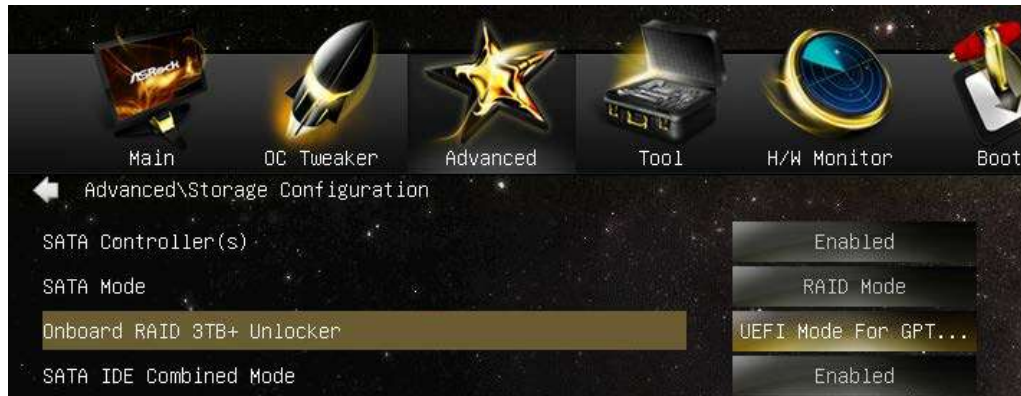 ASRock
Main
OC Tweaker
Advanced
Tool
H/W Monitor
Boot
Advanced\Storage Configuration
SATA Controller(s)
Enabled
SATA Mode
RAID Mode
Onboard RAID 3TB+ Unlocker
UEFI Mode For GPT...
SATA IDE Combined Mode
Enabled